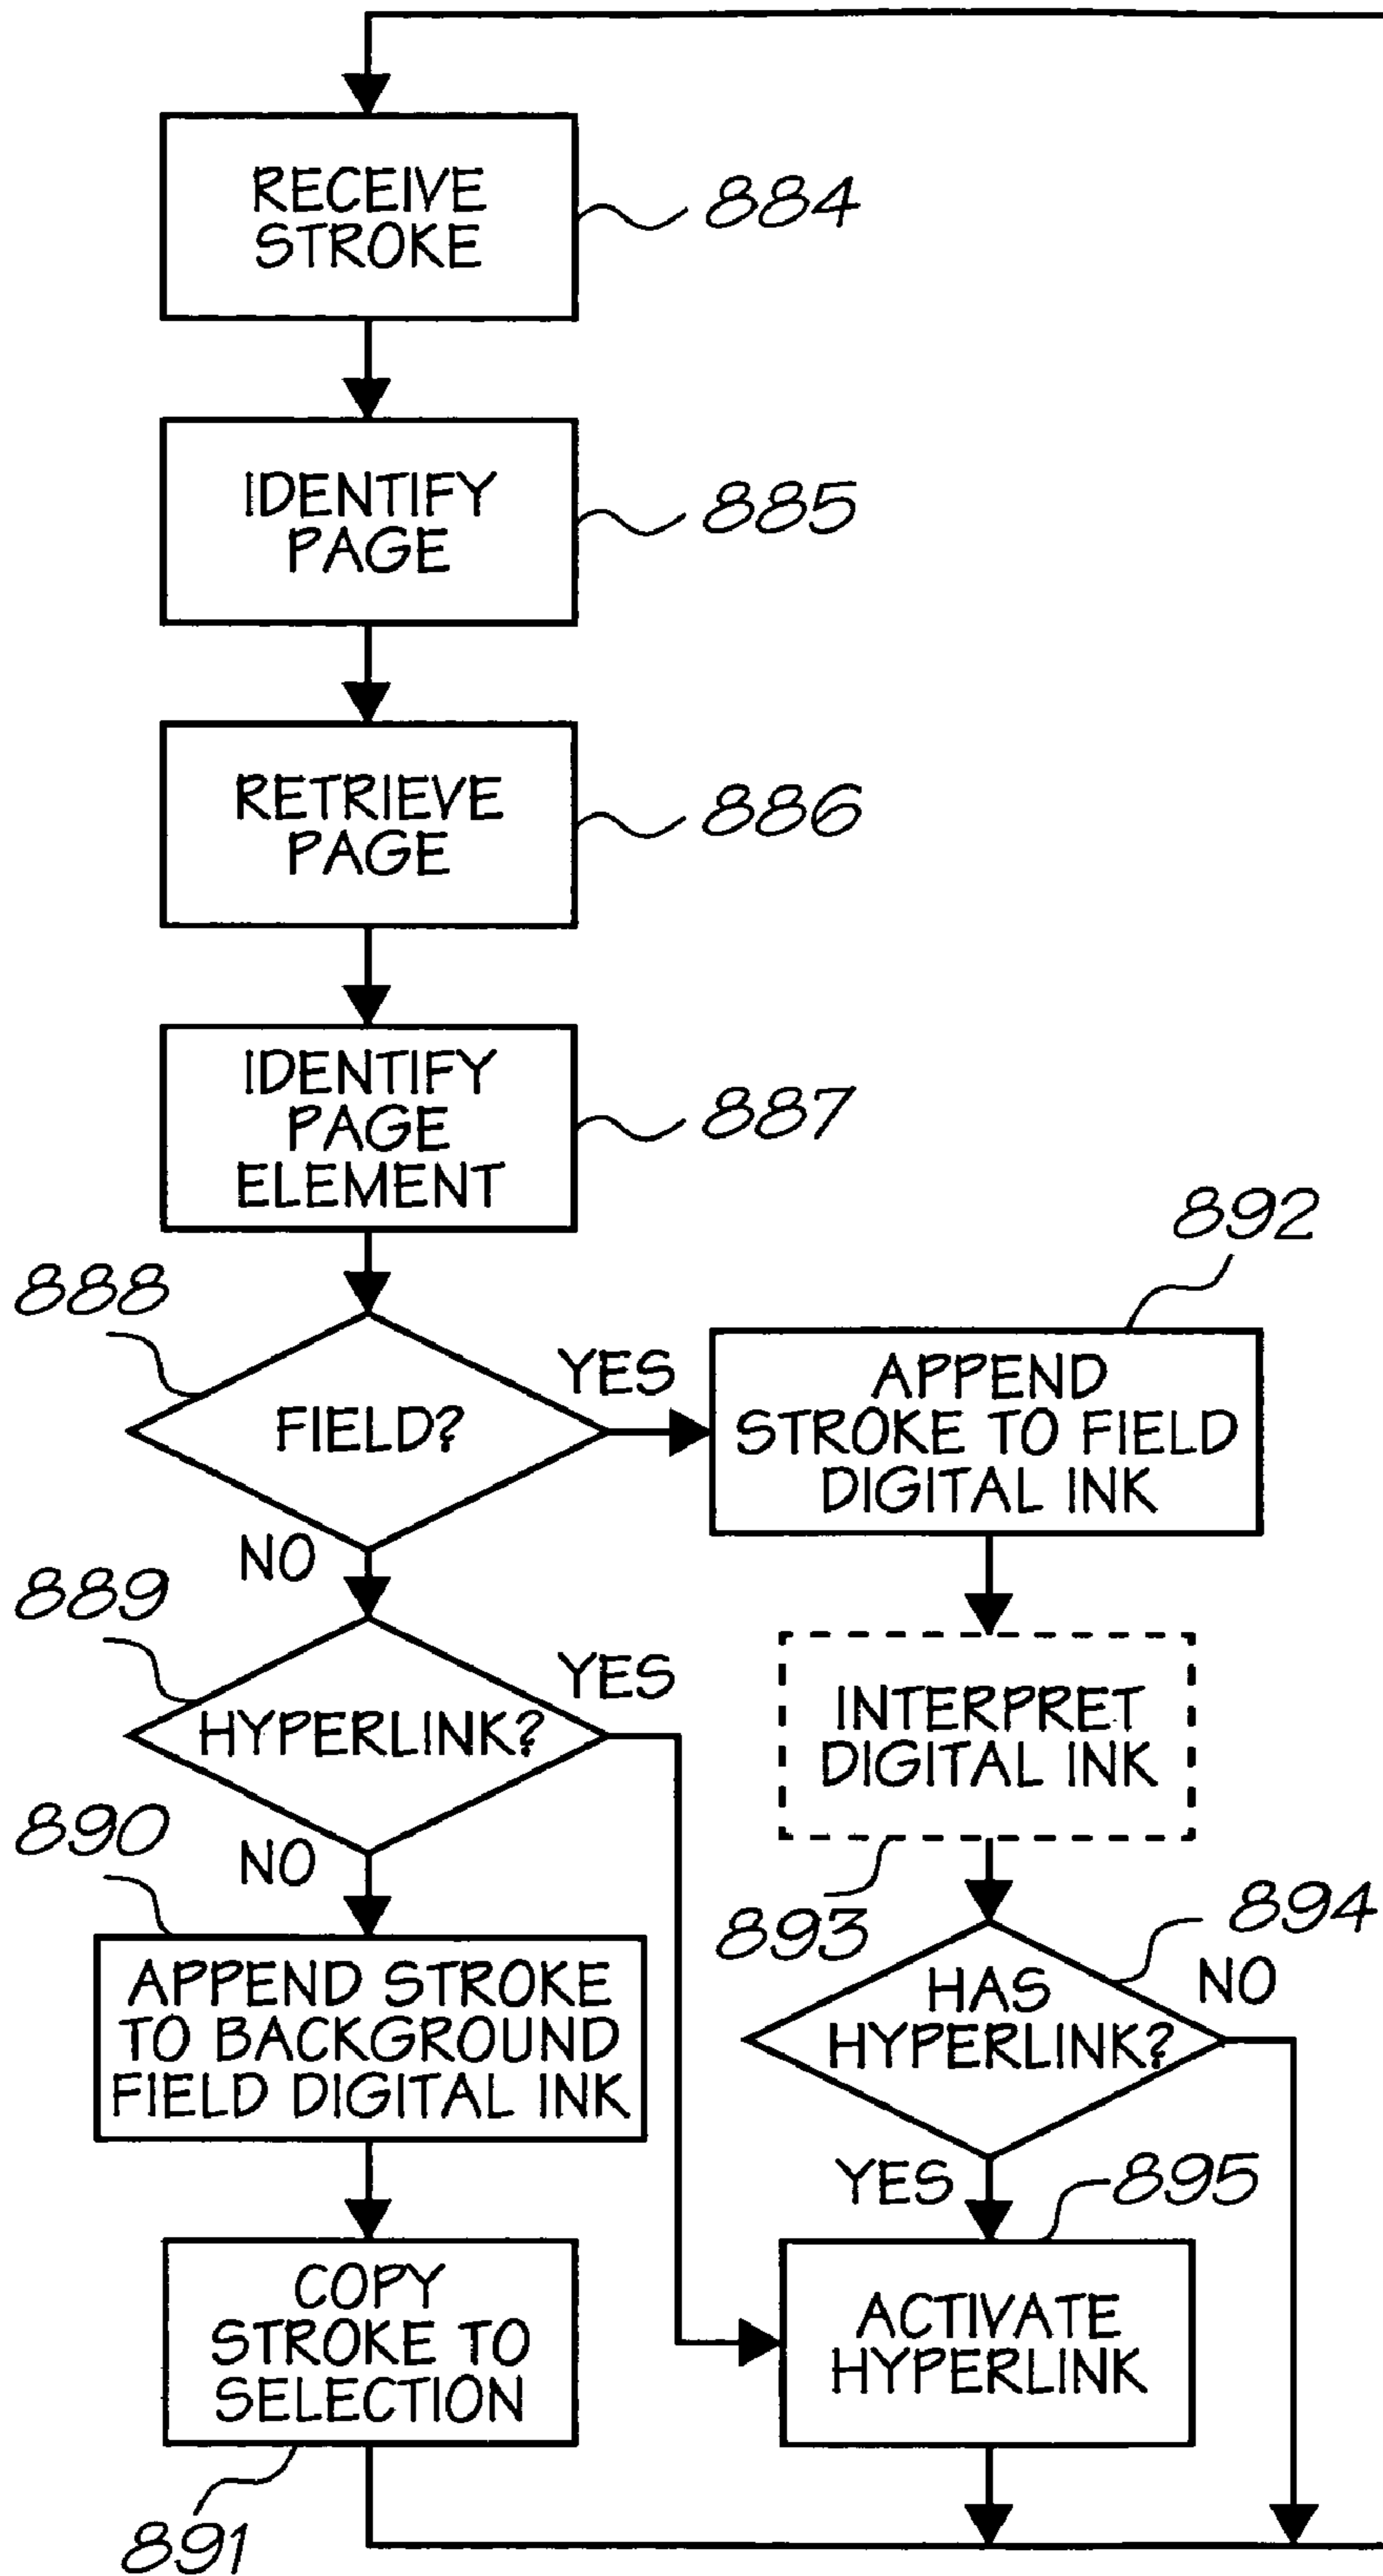 RECEIVE
STROKE
884
IDENTIFY
PAGE
885
RETRIEVE
PAGE
886
IDENTIFY
PAGE
ELEMENT
887
888
FIELD?
YES
NO
892
APPEND
STROKE TO FIELD
DIGITAL INK
889
HYPERLINK?
YES
NO
INTERPRET
DIGITAL INK
893
890
APPEND STROKE
TO BACKGROUND
FIELD DIGITAL INK
894
HAS
HYPERLINK?
NO
YES
895
COPY
STROKE TO
SELECTION
891
ACTIVATE
HYPERLINK